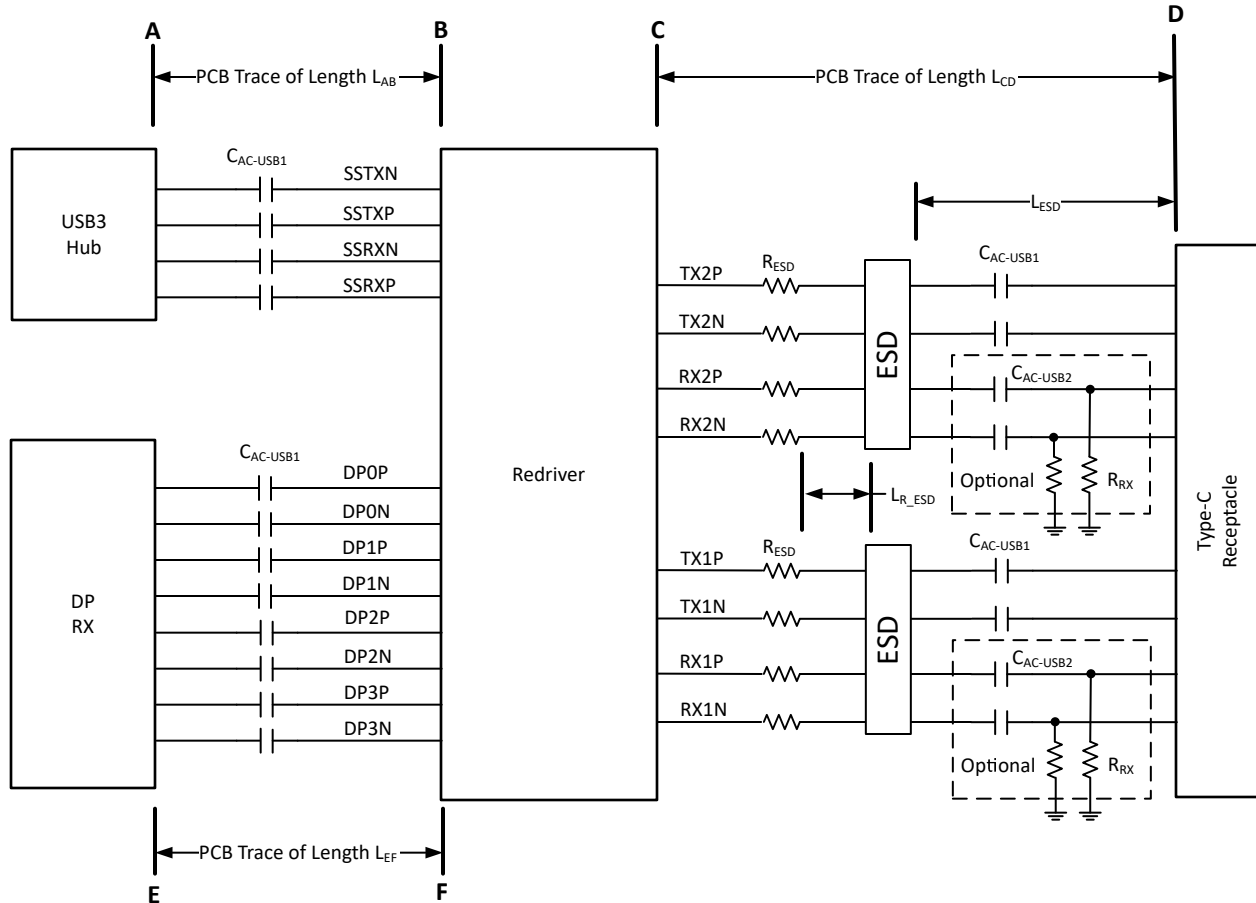 A
B
C
D
PCB Trace of Length LAB
PCB Trace of Length LCD
CAC-USB1
SSTXN
SSTXP
SSRXN
SSRXP
USB3
Hub
LESD
TX2P
TX2N
RX2P
RX2N
RESD
ESD
CAC-USB1
CAC-USB2
Optional
RRX
LR_ESD
Redriver
Type-C
Receptacle
CAC-USB1
DP0P
DP0N
DP1P
DP1N
DP2P
DP2N
DP3P
DP3N
DP
RX
TX1P
TX1N
RX1P
RX1N
RESD
ESD
CAC-USB1
CAC-USB2
Optional
RRX
PCB Trace of Length LEF
E
F